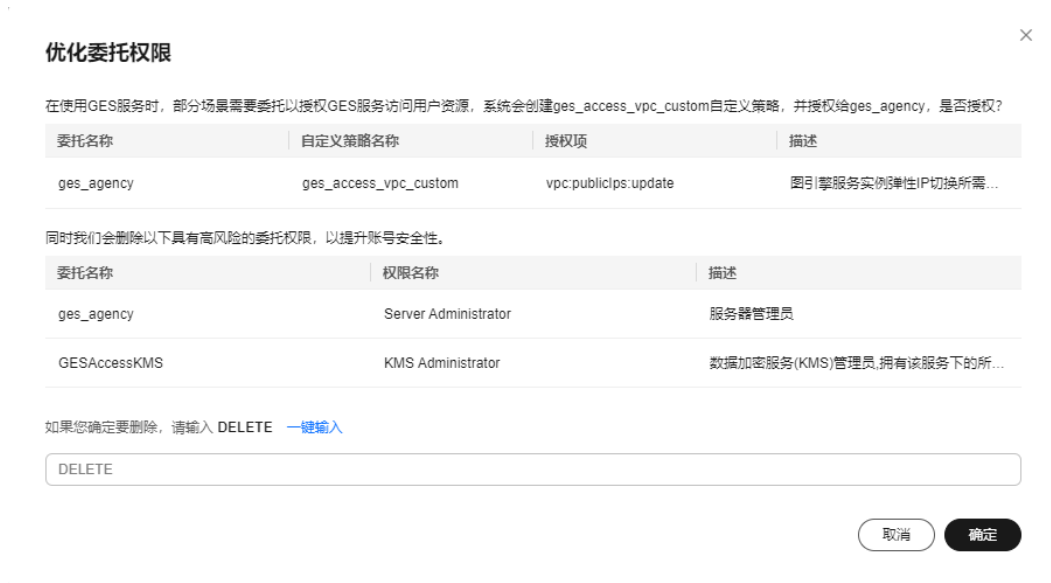 优化委托权限
在使用GES服务时，部分场景需要委托以授权GES服务访问用户资源，系统会创建ges_access_vpc_custom自定义策略，并授权给ges_agency，是否授权？
委托名称 自定义策略名称 授权项 描述
ges_agency ges_access_vpc_custom vpc:publicIps:update 图引擎服务实例弹性IP切换所需...
同时我们会删除以下具有高风险的委托权限，以提升账号安全性。
委托名称 权限名称 描述
ges_agency Server Administrator 服务器管理员
GESAccessKMS KMS Administrator 数据加密服务(KMS)管理员,拥有该服务下的所...
如果您确定要删除，请输入 DELETE 一键输入
DELETE
取消 确定